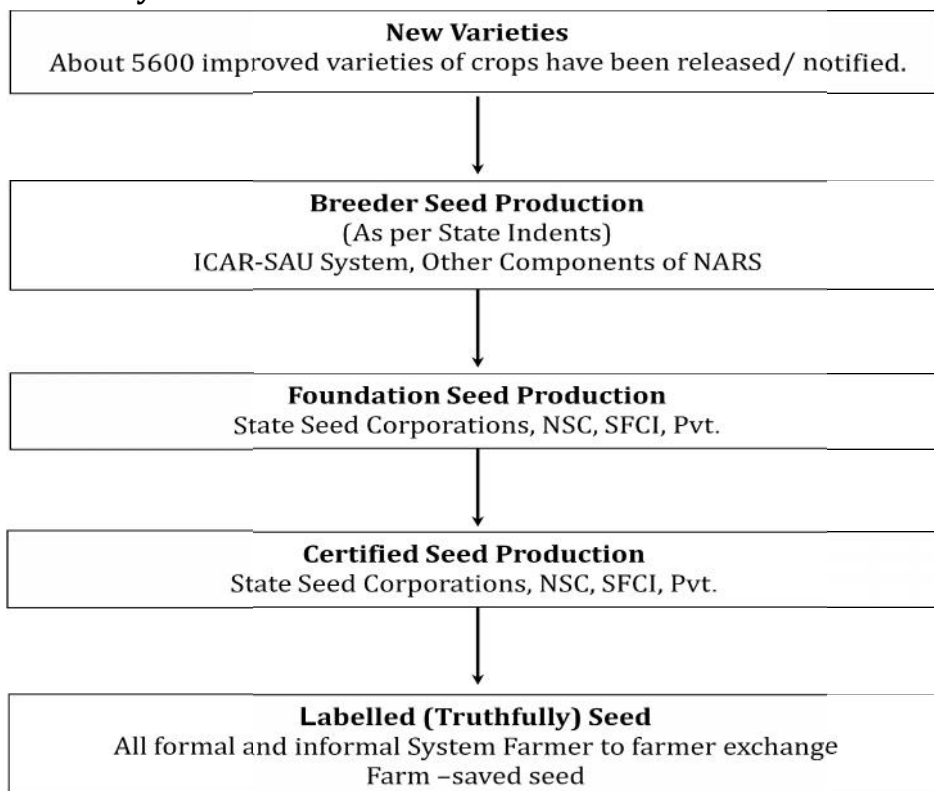 New Varieties
About 5600 improved varieties of crops have been released/ notified.
Breeder Seed Production
(As per State Indents)
ICAR-SAU System, Other Components of NARS
Foundation Seed Production
State Seed Corporations, NSC, SFCI, Pvt.
Certified Seed Production
State Seed Corporations, NSC, SFCI, Pvt.
Labelled (Truthfully) Seed
All formal and informal System Farmer to farmer exchange
Farm –saved seed